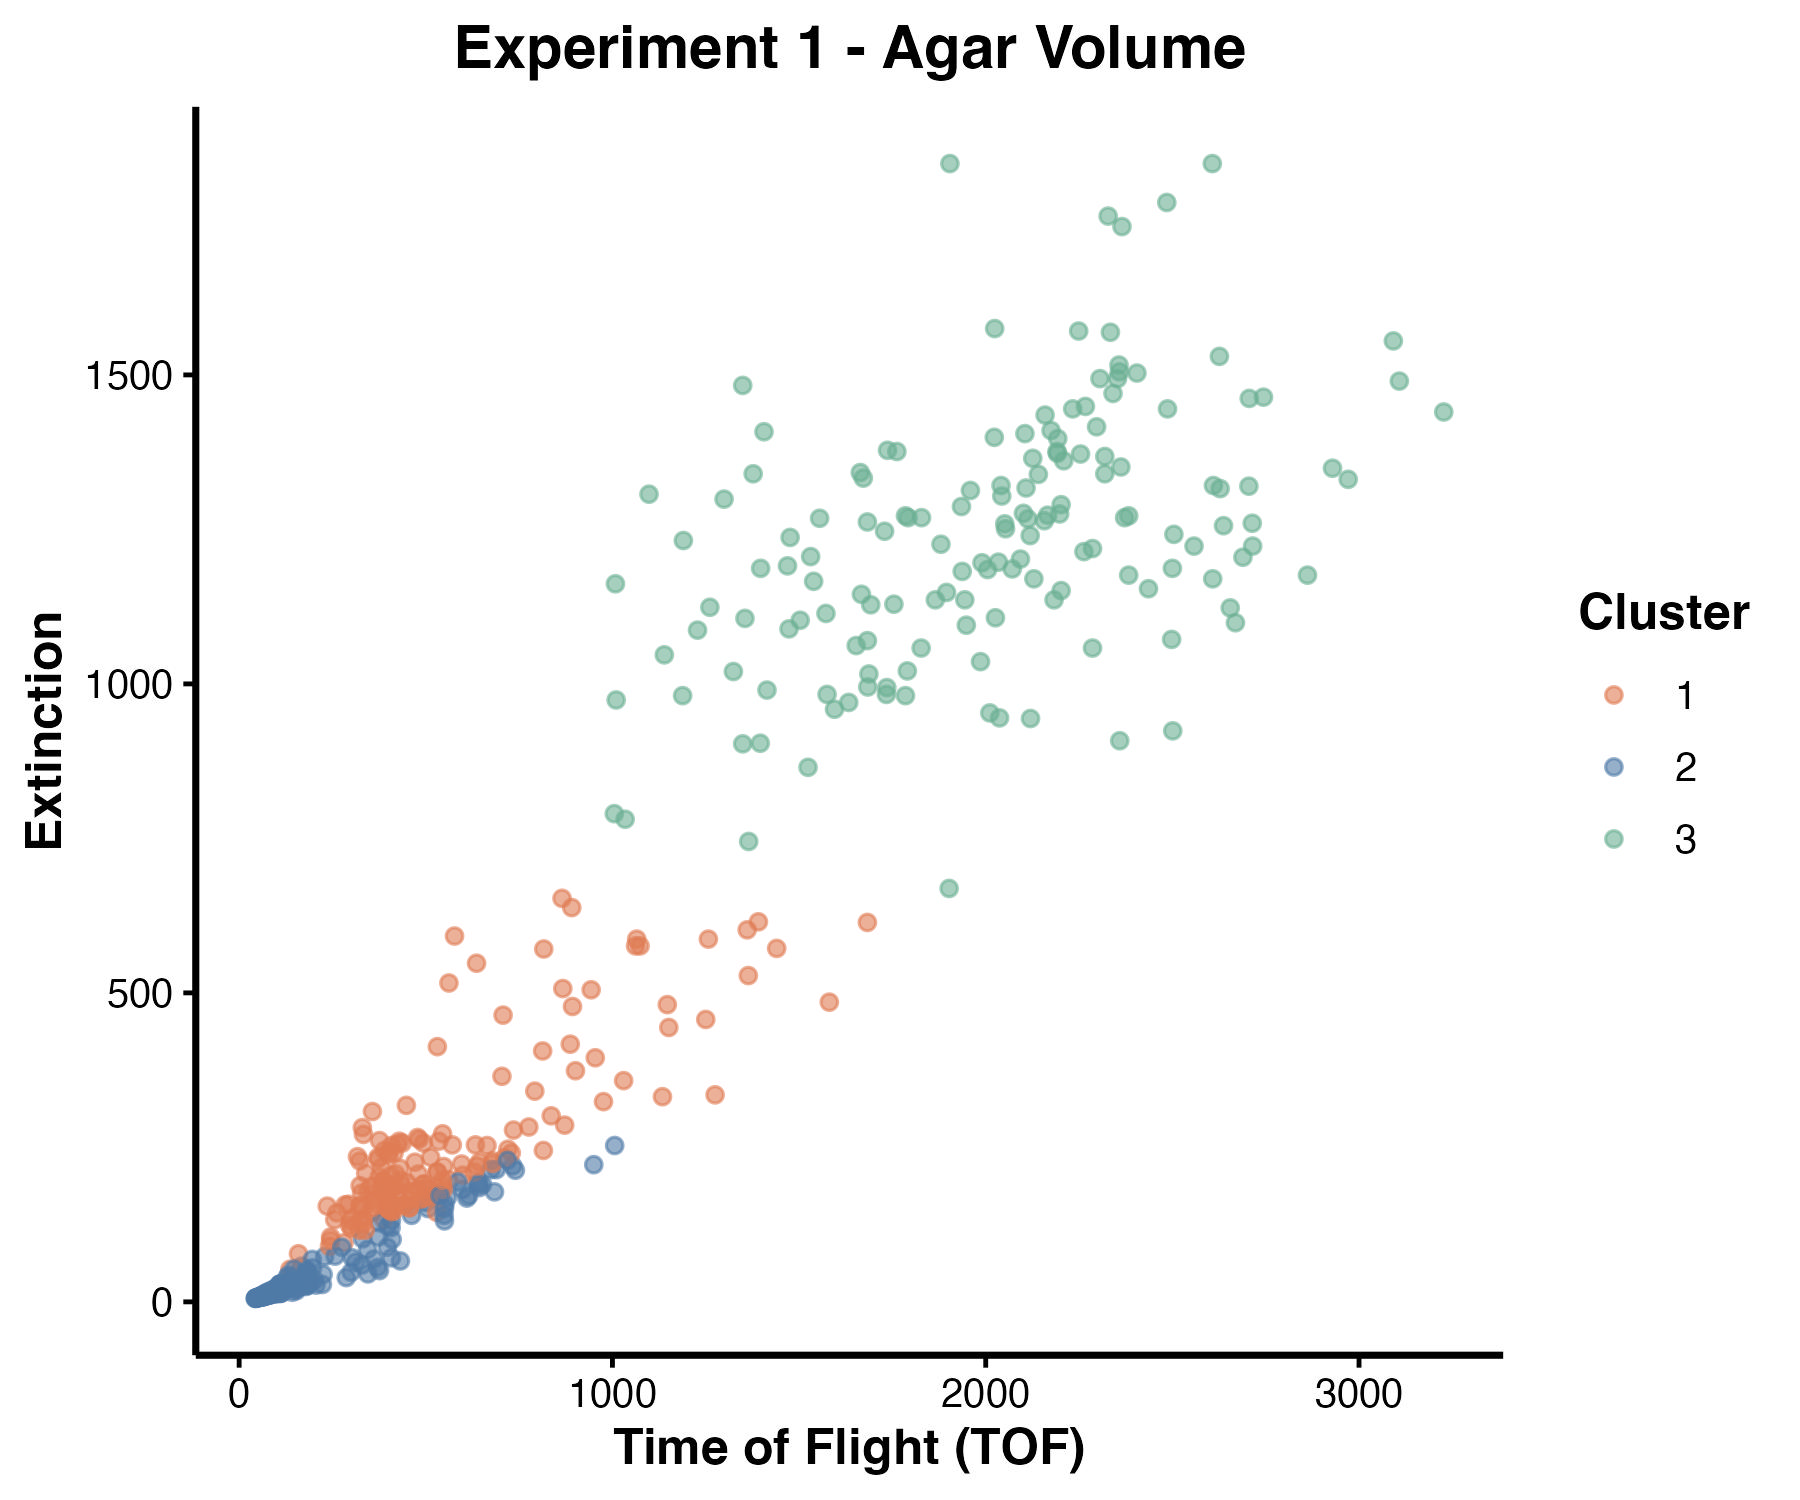 Experiment 1 - Agar Volume
Extinction
1500
1000
500
0
0 1000 2000 3000
Time of Flight (TOF)
Cluster
1
2
3